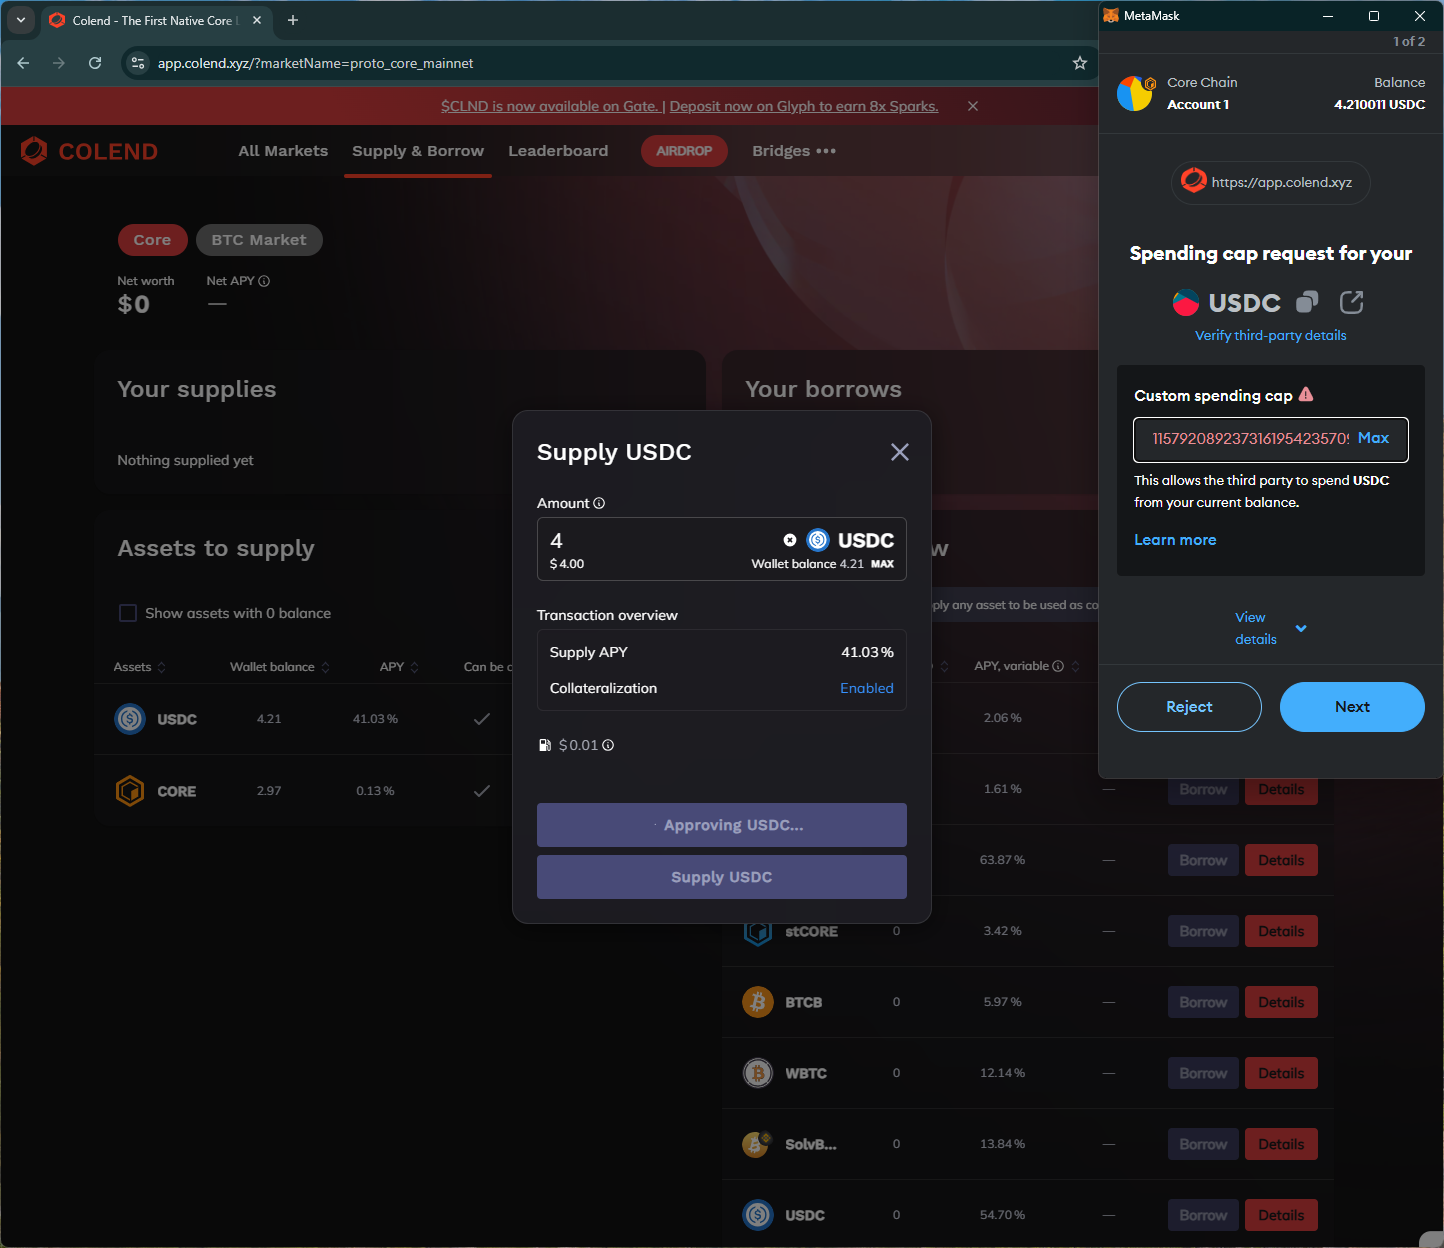 Colend - The First Native Core L
app.colend.xyz/?marketName=proto_core_mainnet
$CLND is now available on Gate. | Deposit now on Glyph to earn 8x Sparks.
COLEND
All Markets
Supply & Borrow
Leaderboard
AIRDROP
Bridges •••
Core
BTC Market
Net worth
Net APY
$0
—
Your supplies
Nothing supplied yet
Your borrows
Assets to supply
Show assets with 0 balance
Assets
Wallet balance
APY
Can be c
USDC
4.21
41.03 %
CORE
2.97
0.13 %
Supply USDC
Amount
4
USDC
$ 4.00
Wallet balance 4.21 MAX
Transaction overview
Supply APY
41.03 %
Collateralization
Enabled
$ 0.01
Approving USDC...
Supply USDC
w
ply any asset to be used as co
APY, variable
2.06 %
1.61 %
—
Borrow
Details
63.87 %
—
Borrow
Details
stCORE
0
3.42 %
—
Borrow
Details
BTCB
0
5.97 %
—
Borrow
Details
WBTC
0
12.14 %
—
Borrow
Details
SolvB...
0
13.84 %
—
Borrow
Details
USDC
0
54.70 %
—
Borrow
Details
MetaMask
1 of 2
Core Chain
Account 1
Balance
4.210011 USDC
https://app.colend.xyz
Spending cap request for your
USDC
Verify third-party details
Custom spending cap
1157920892373161954235709
Max
This allows the third party to spend USDC
from your current balance.
Learn more
View
details
Reject
Next